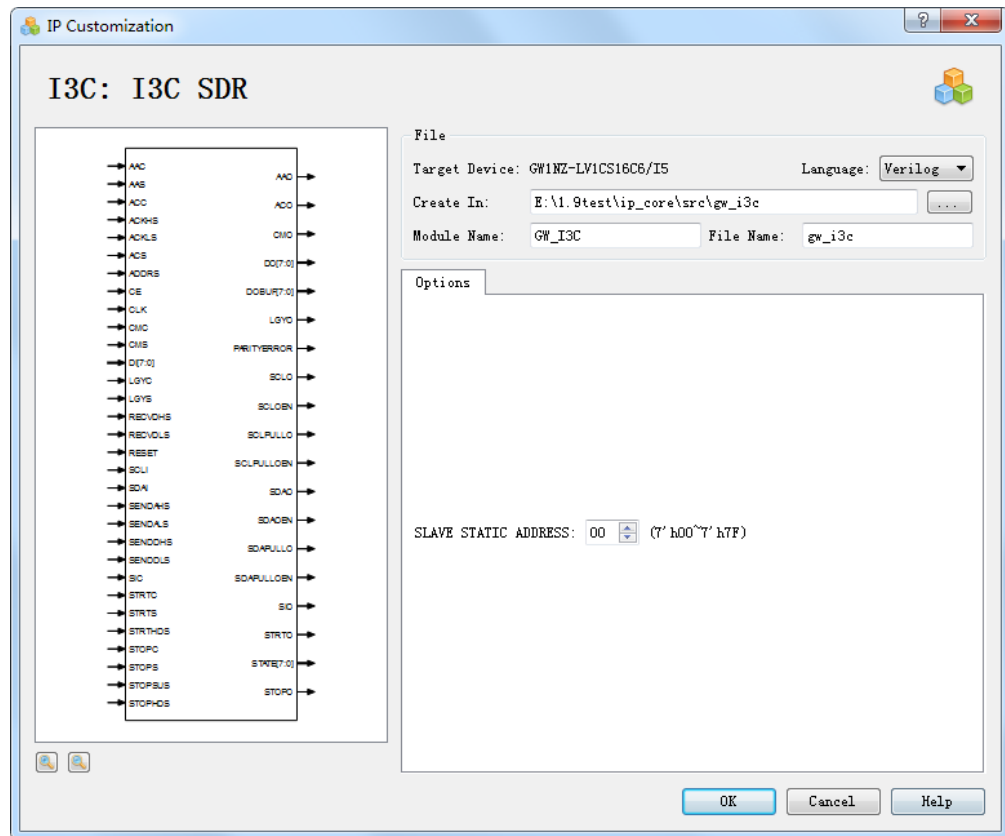 IP Customization
I3C: I3C SDR
File
Target Device: GW1NZ-LV1CS16C6/I5 Language: Verilog
Create In: E:\1.9test\ip_core\src\gw_i3c ...
Module Name: GW_I3C File Name: gw_i3c
Options
SLAVE STATIC ADDRESS: 00 (7'h00~7'h7F)
AAC
AAS
ACC
ACKHS
ACKLS
ACS
ADDRS
CE
CLK
CMC
CMS
DI[7:0]
LGYC
LGYS
RECVDHS
RECVDLS
RESET
SCLI
SDAI
SENDAHS
SENDALS
SENDDHS
SENDDLS
SIC
STRTC
STRTS
STRTHDS
STOPC
STOPS
STOPSUS
STOPHDS
AAO
ACO
CMO
DO[7:0]
DOBUF[7:0]
LGYO
PARITYERROR
SCLO
SCLOEN
SCLPULLO
SCLPULLOEN
SDAO
SDAOEN
SDAPULLO
SDAPULLOEN
SIO
STRTO
STATE[7:0]
STOPO
OK Cancel Help